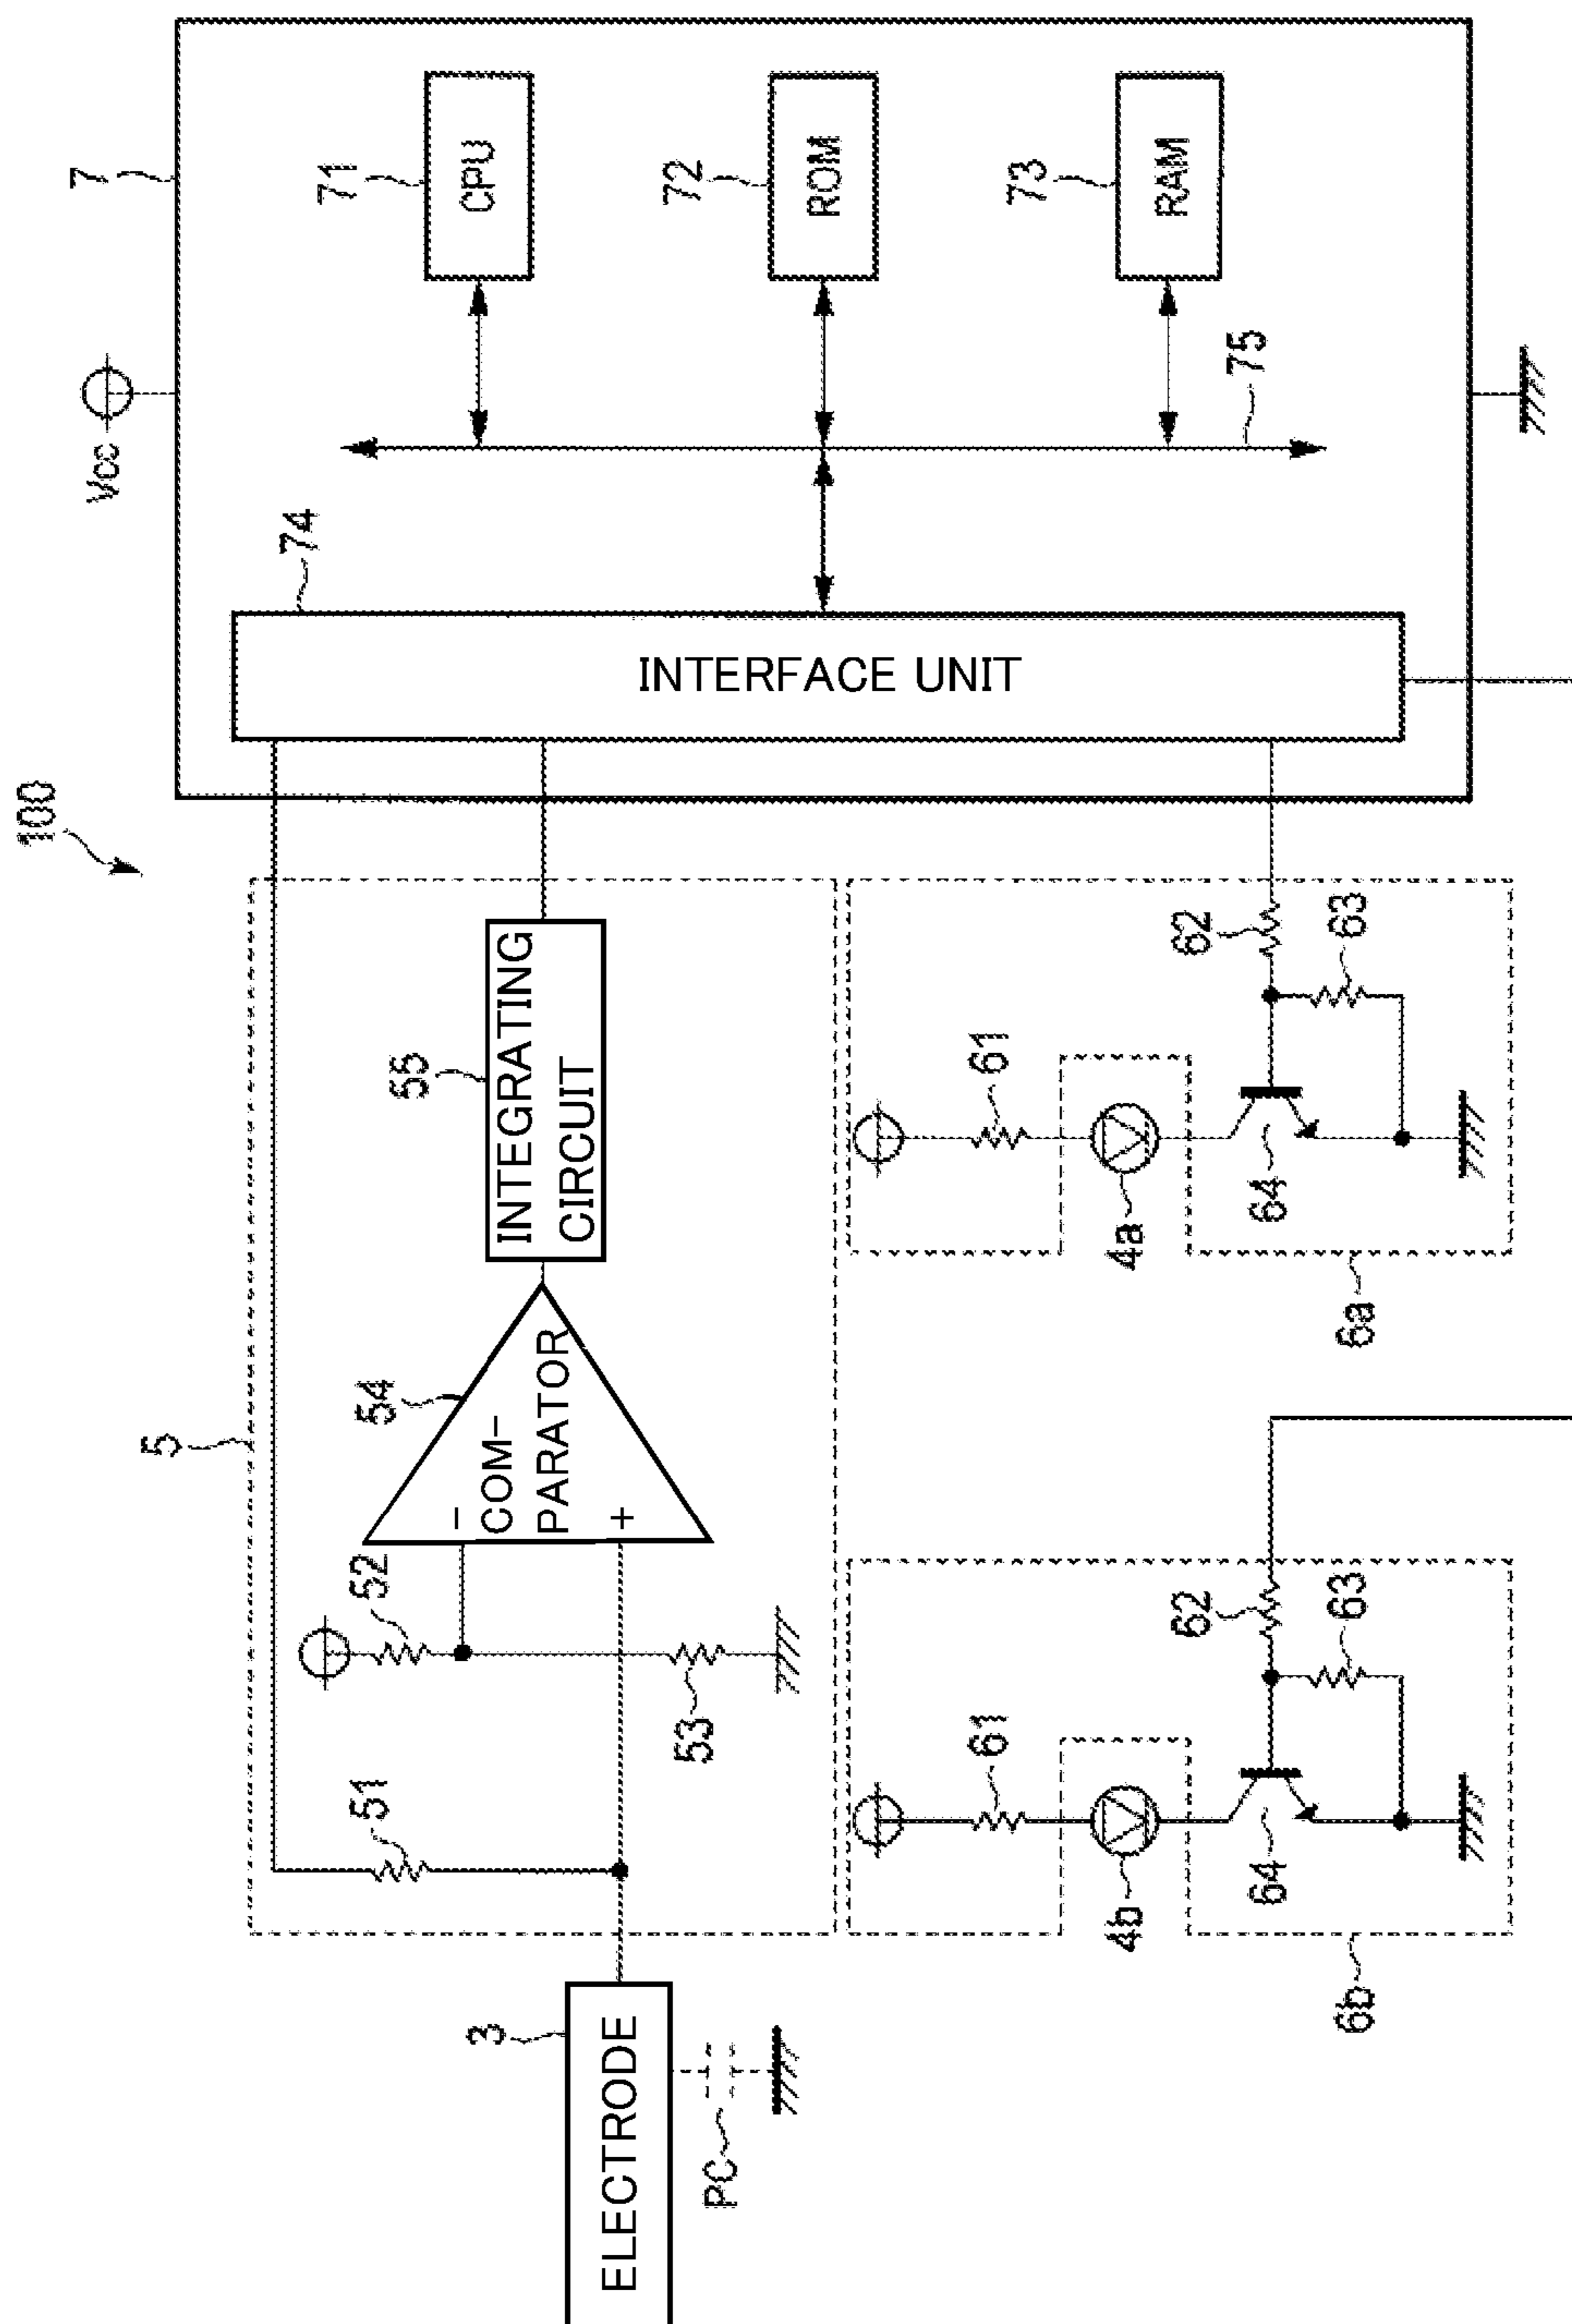 100
7
Vcc
71
CPU
72
ROM
73
RAM
74
75
INTERFACE UNIT
5
51
52
53
54
COM-
PARATOR
-
+
55
INTEGRATING
CIRCUIT
3
ELECTRODE
PC
61
62
63
64
4b
6b
61
62
63
64
4a
6a